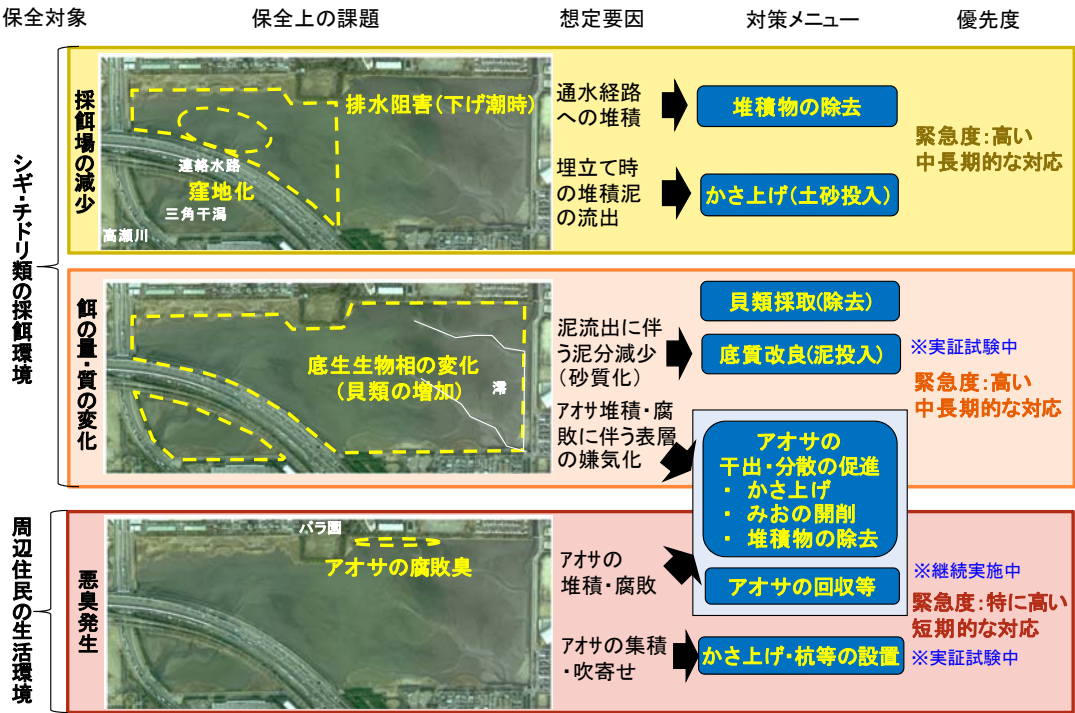 保全対象
保全上の課題
想定要因
対策メニュー
優先度
シギ・チドリ類の採餌環境
採餌場の減少
排水阻害(下げ潮時)
連絡水路
窪地化
三角干潟
高瀬川
通水経路
への堆積
堆積物の除去
埋立て時
の堆積泥
の流出
かさ上げ(土砂投入)
緊急度:高い
中長期的な対応
餌の量・質の変化
底生生物相の変化
(貝類の増加)
澪
泥流出に伴
う泥分減少
(砂質化)
貝類採取(除去)
底質改良(泥投入)
※実証試験中
緊急度:高い
中長期的な対応
アオサ堆積・腐
敗に伴う表層
の嫌気化
アオサの
干出・分散の促進
・ かさ上げ
・ みおの開削
・ 堆積物の除去
周辺住民の生活環境
悪臭発生
バラ園
アオサの腐敗臭
アオサの
堆積・腐敗
アオサの回収等
※継続実施中
緊急度:特に高い
短期的な対応
アオサの集積
・吹寄せ
かさ上げ・杭等の設置
※実証試験中